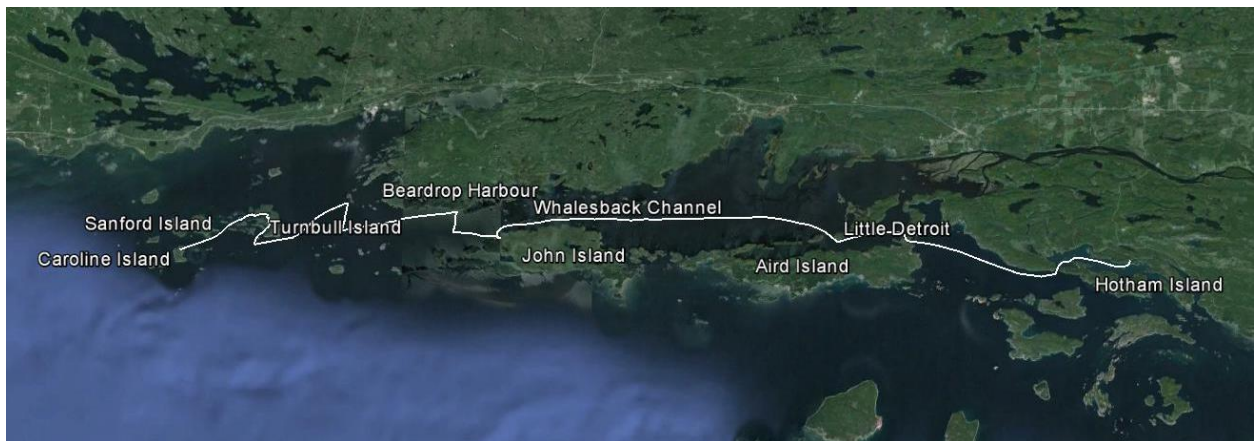 Beardrop Harbour
Whalesback Channel
Sanford Island
Turnbull Island
Little Detroit
Caroline Island
John Island
Aird Island
Hotham Island